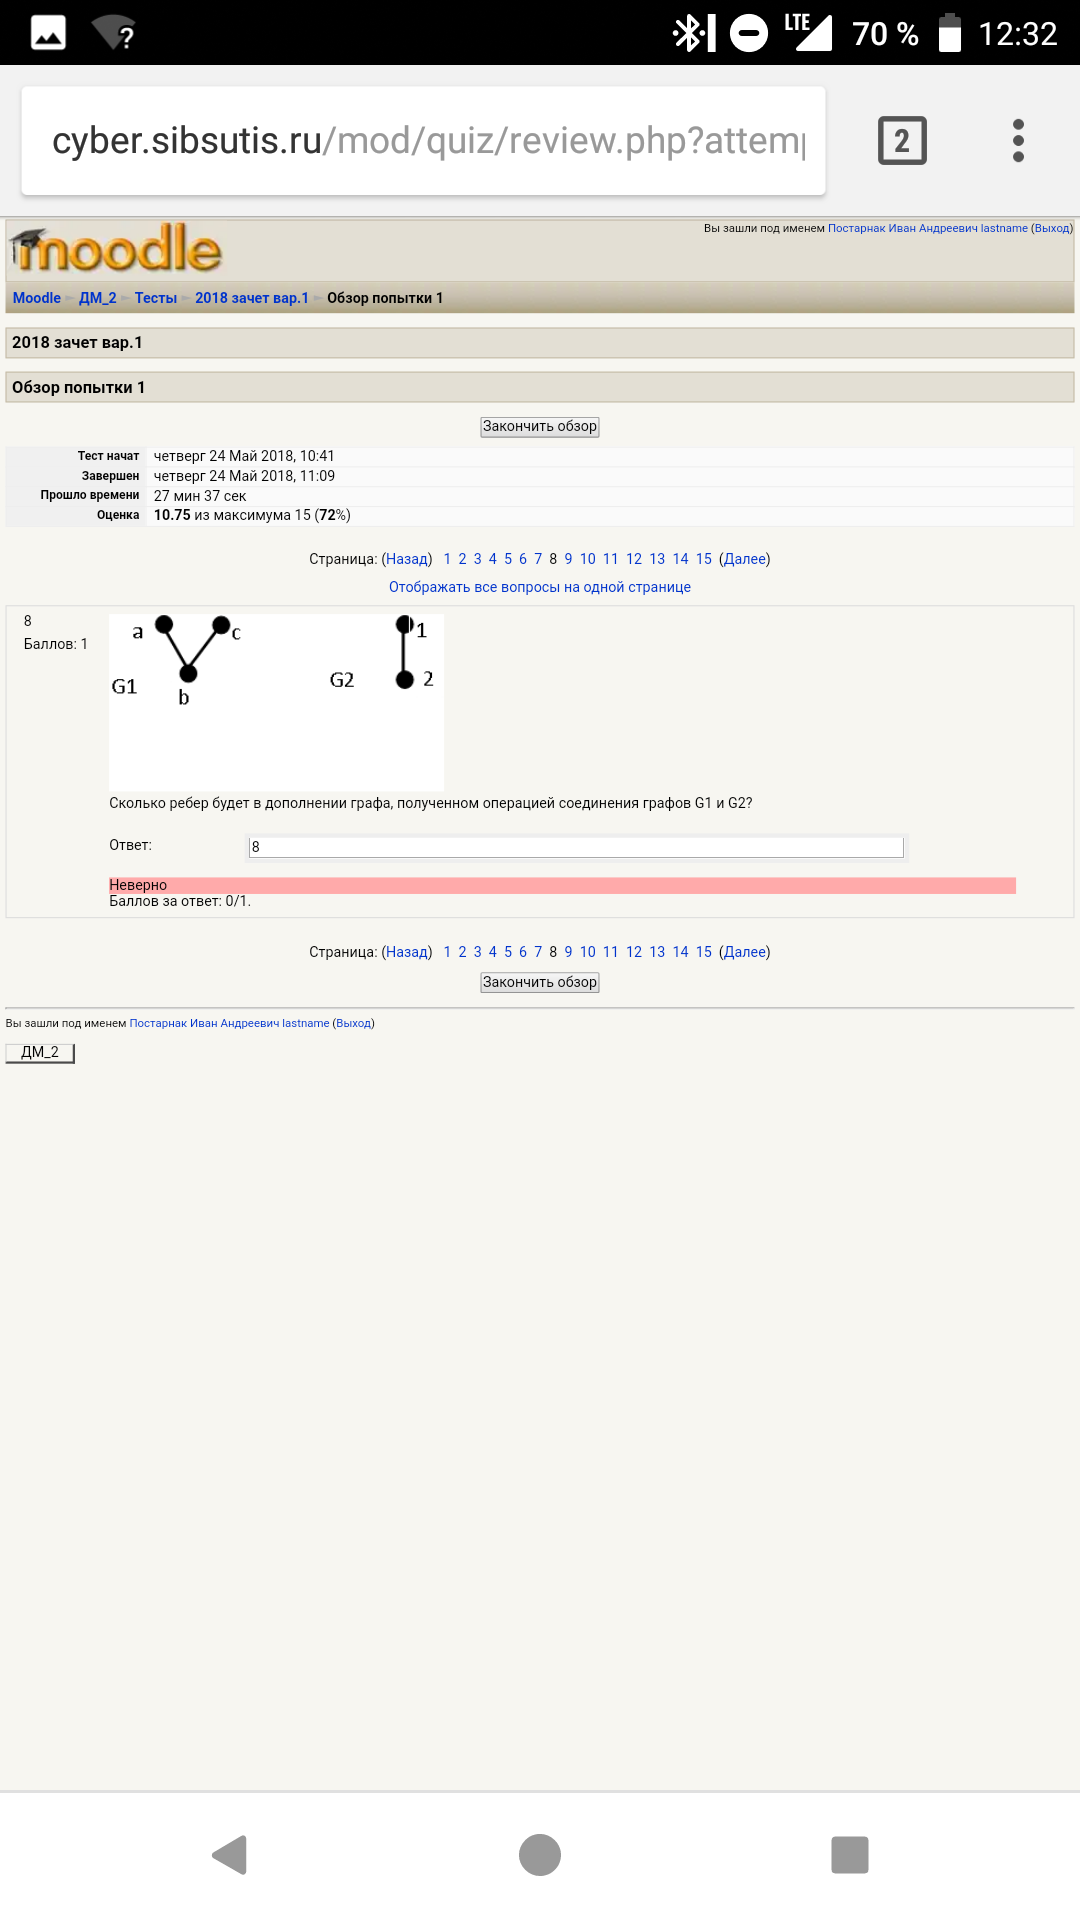 70 % 12:32
LTE
?
cyber.sibsutis.ru/mod/quiz/review.php?attem
2
moodle
Вы зашли под именем Постарнак Иван Андреевич lastname (Выход)
Moodle ► ДМ_2 ► Тесты ► 2018 зачет вар.1 ► Обзор попытки 1
2018 зачет вар.1
Обзор попытки 1
Закончить обзор
Тест начат четверг 24 Май 2018, 10:41
Завершен четверг 24 Май 2018, 11:09
Прошло времени 27 мин 37 сек
Оценка 10.75 из максимума 15 (72%)
Страница: (Назад) 1 2 3 4 5 6 7 8 9 10 11 12 13 14 15 (Далее)
Отображать все вопросы на одной странице
8
Баллов: 1
a c 1
G1 b G2 2
Сколько ребер будет в дополнении графа, полученном операцией соединения графов G1 и G2?
Ответ: 8
Неверно
Баллов за ответ: 0/1.
Страница: (Назад) 1 2 3 4 5 6 7 8 9 10 11 12 13 14 15 (Далее)
Закончить обзор
Вы зашли под именем Постарнак Иван Андреевич lastname (Выход)
ДМ_2